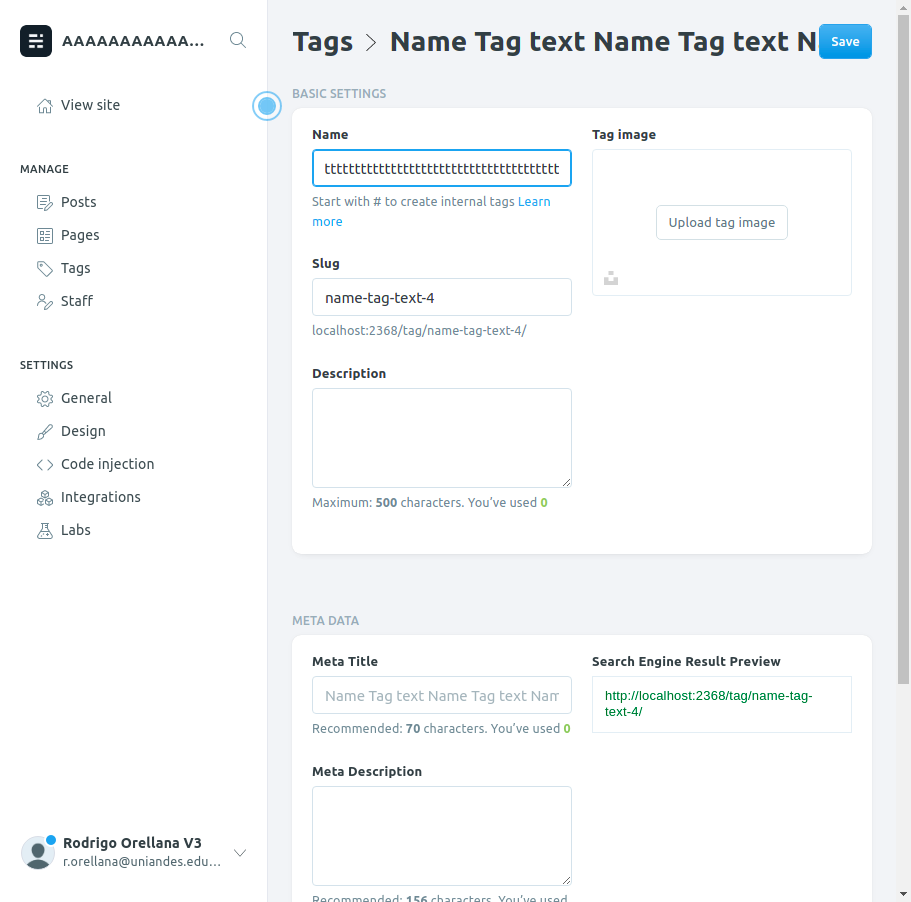 AAAAAAAAAAA...
View site
MANAGE
Posts
Pages
Tags
Staff
SETTINGS
General
Design
Code injection
Integrations
Labs
Rodrigo Orellana V3
r.orellana@uniandes.edu...
Tags > Name Tag text Name Tag text N
Save
BASIC SETTINGS
Name
ttttttttttttttttttttttttttttttttttttttt
Start with # to create internal tags Learn
more
Slug
name-tag-text-4
localhost:2368/tag/name-tag-text-4/
Description
Maximum: 500 characters. You’ve used 0
Tag image
Upload tag image
META DATA
Meta Title
Name Tag text Name Tag text Nam
Recommended: 70 characters. You’ve used 0
Meta Description
Recommended: 156 characters. You’ve used
Search Engine Result Preview
http://localhost:2368/tag/name-tag-
text-4/